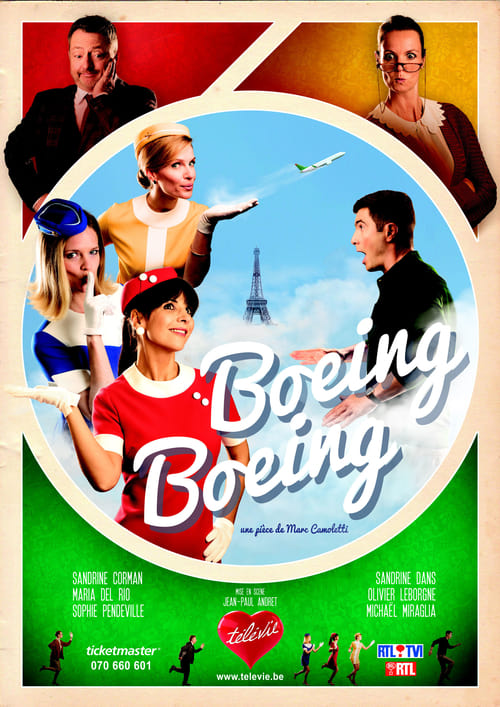 Boeing
Boeing
une pièce de Marc Camoletti
SANDRINE CORMAN
MARIA DEL RIO
SOPHIE PENDEVILLE
MISE EN SCÈNE
JEAN-PAUL ANDRET
SANDRINE DANS
OLIVIER LEBORGNE
MICHAËL MIRAGLIA
télévie
www.televie.be
ticketmaster®
070 660 601
RTL TVI
RTL